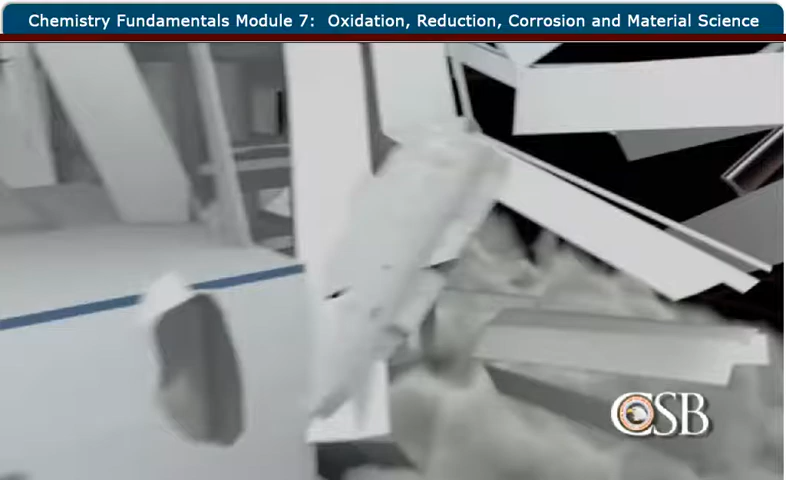 Chemistry Fundamentals Module 7: Oxidation, Reduction, Corrosion and Material Science
CSB